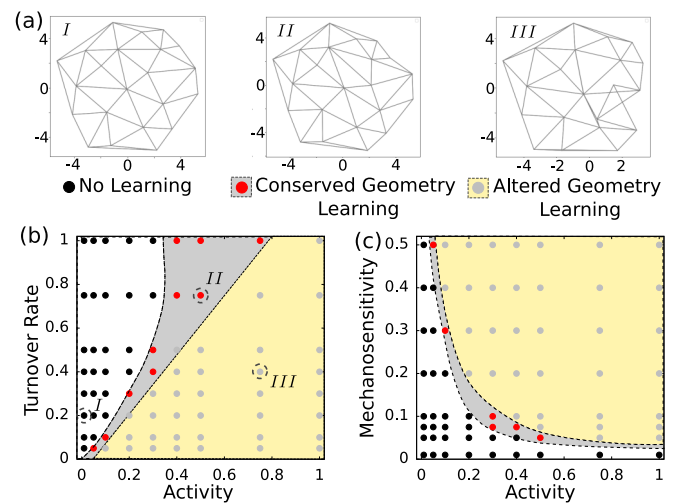 (a)
I
II
III
4
0
-4
4
0
-4
4
0
-4
-4 0 4
-4 0 4
-4 -2 0 2
No Learning
Conserved Geometry
Learning
Altered Geometry
Learning
(b)
(c)
Turnover Rate
1
0.8
0.6
0.4
0.2
0
II
III
I
0 0.2 0.4 0.6 0.8 1
Activity
Mechanosensitivity
0.5
0.4
0.3
0.2
0.1
0
0 0.2 0.4 0.6 0.8 1
Activity